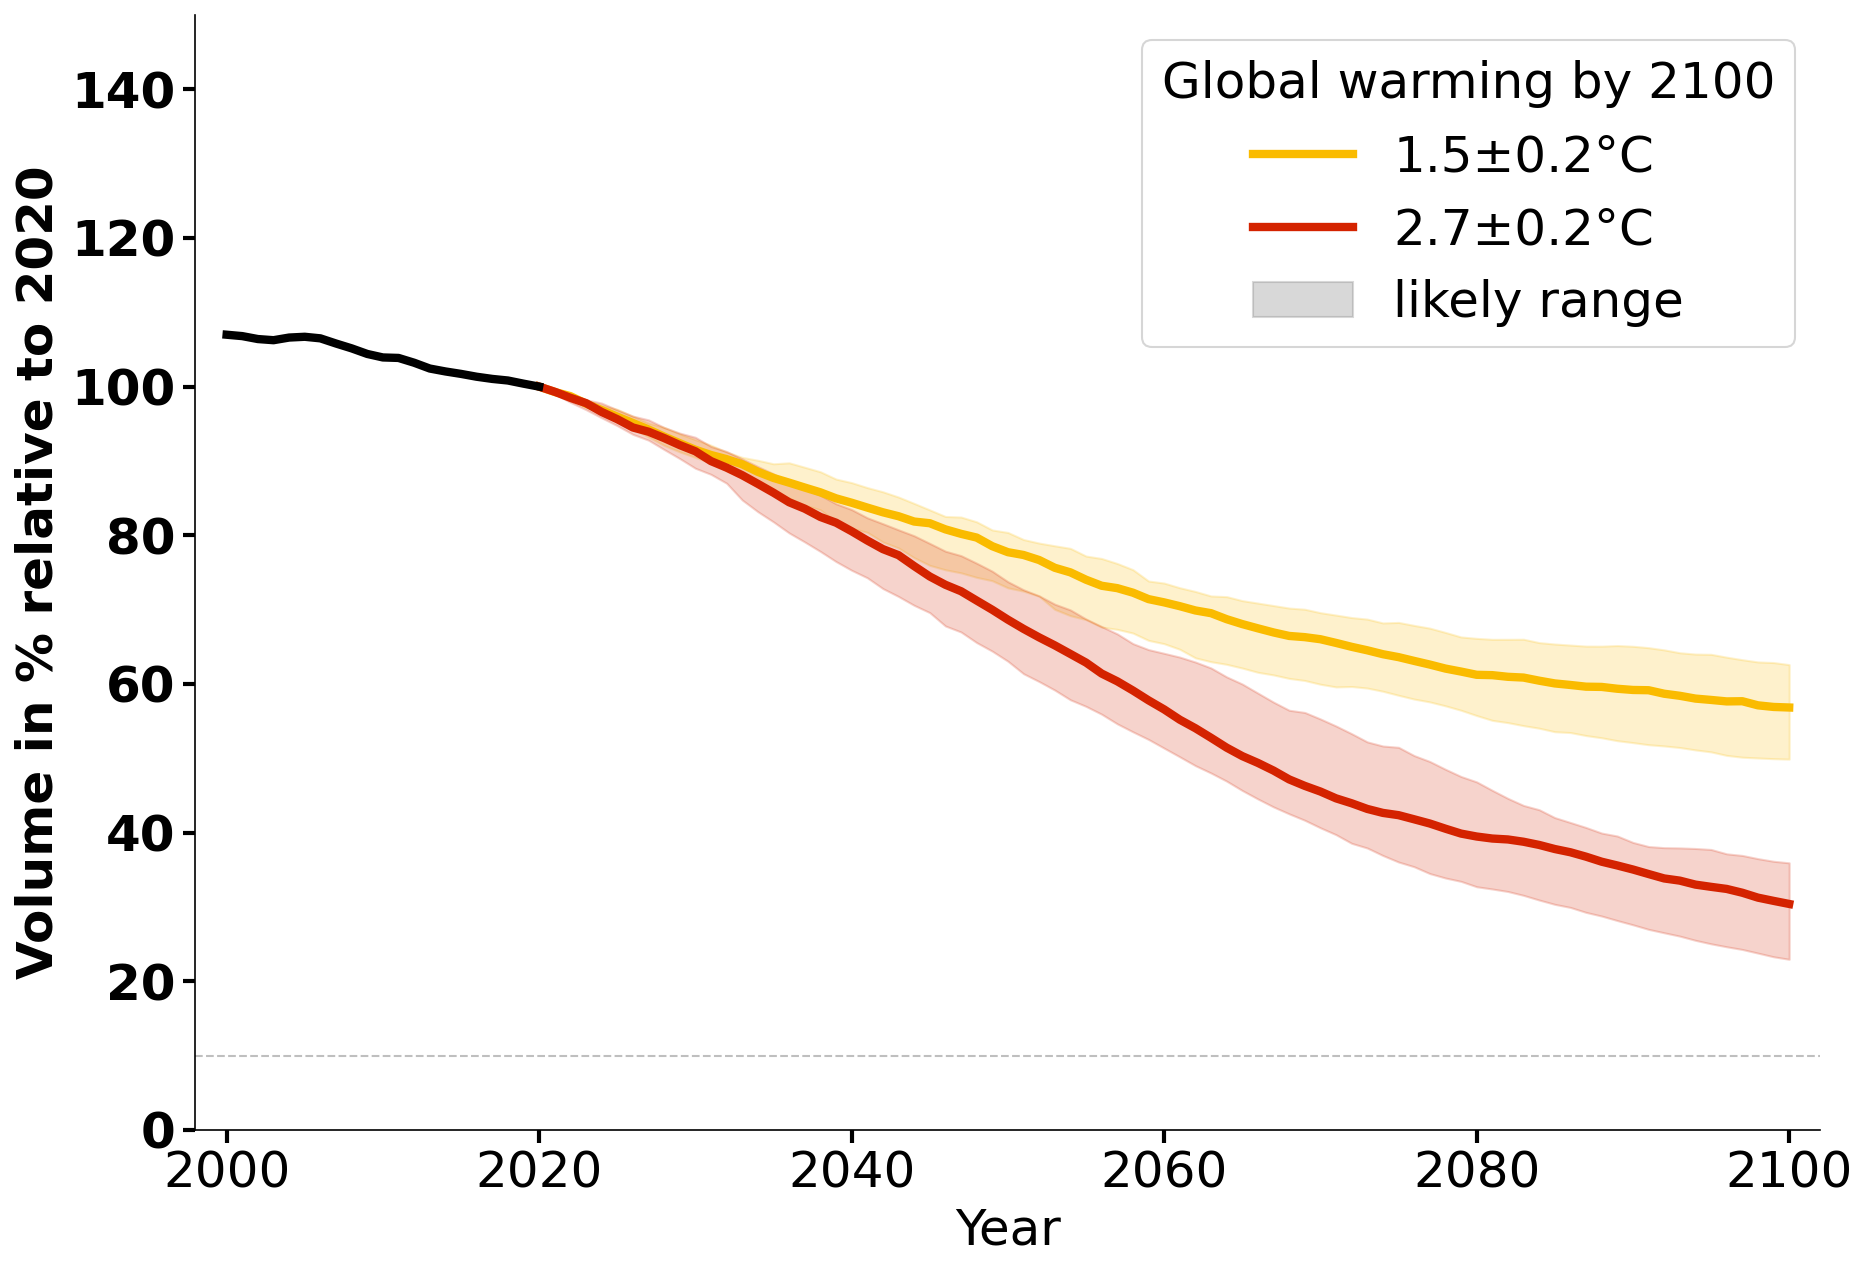 Volume in % relative to 2020
140
120
100
80
60
40
20
0
Global warming by 2100
1.5±0.2°C
2.7±0.2°C
likely range
2000 2020 2040 2060 2080 2100
Year